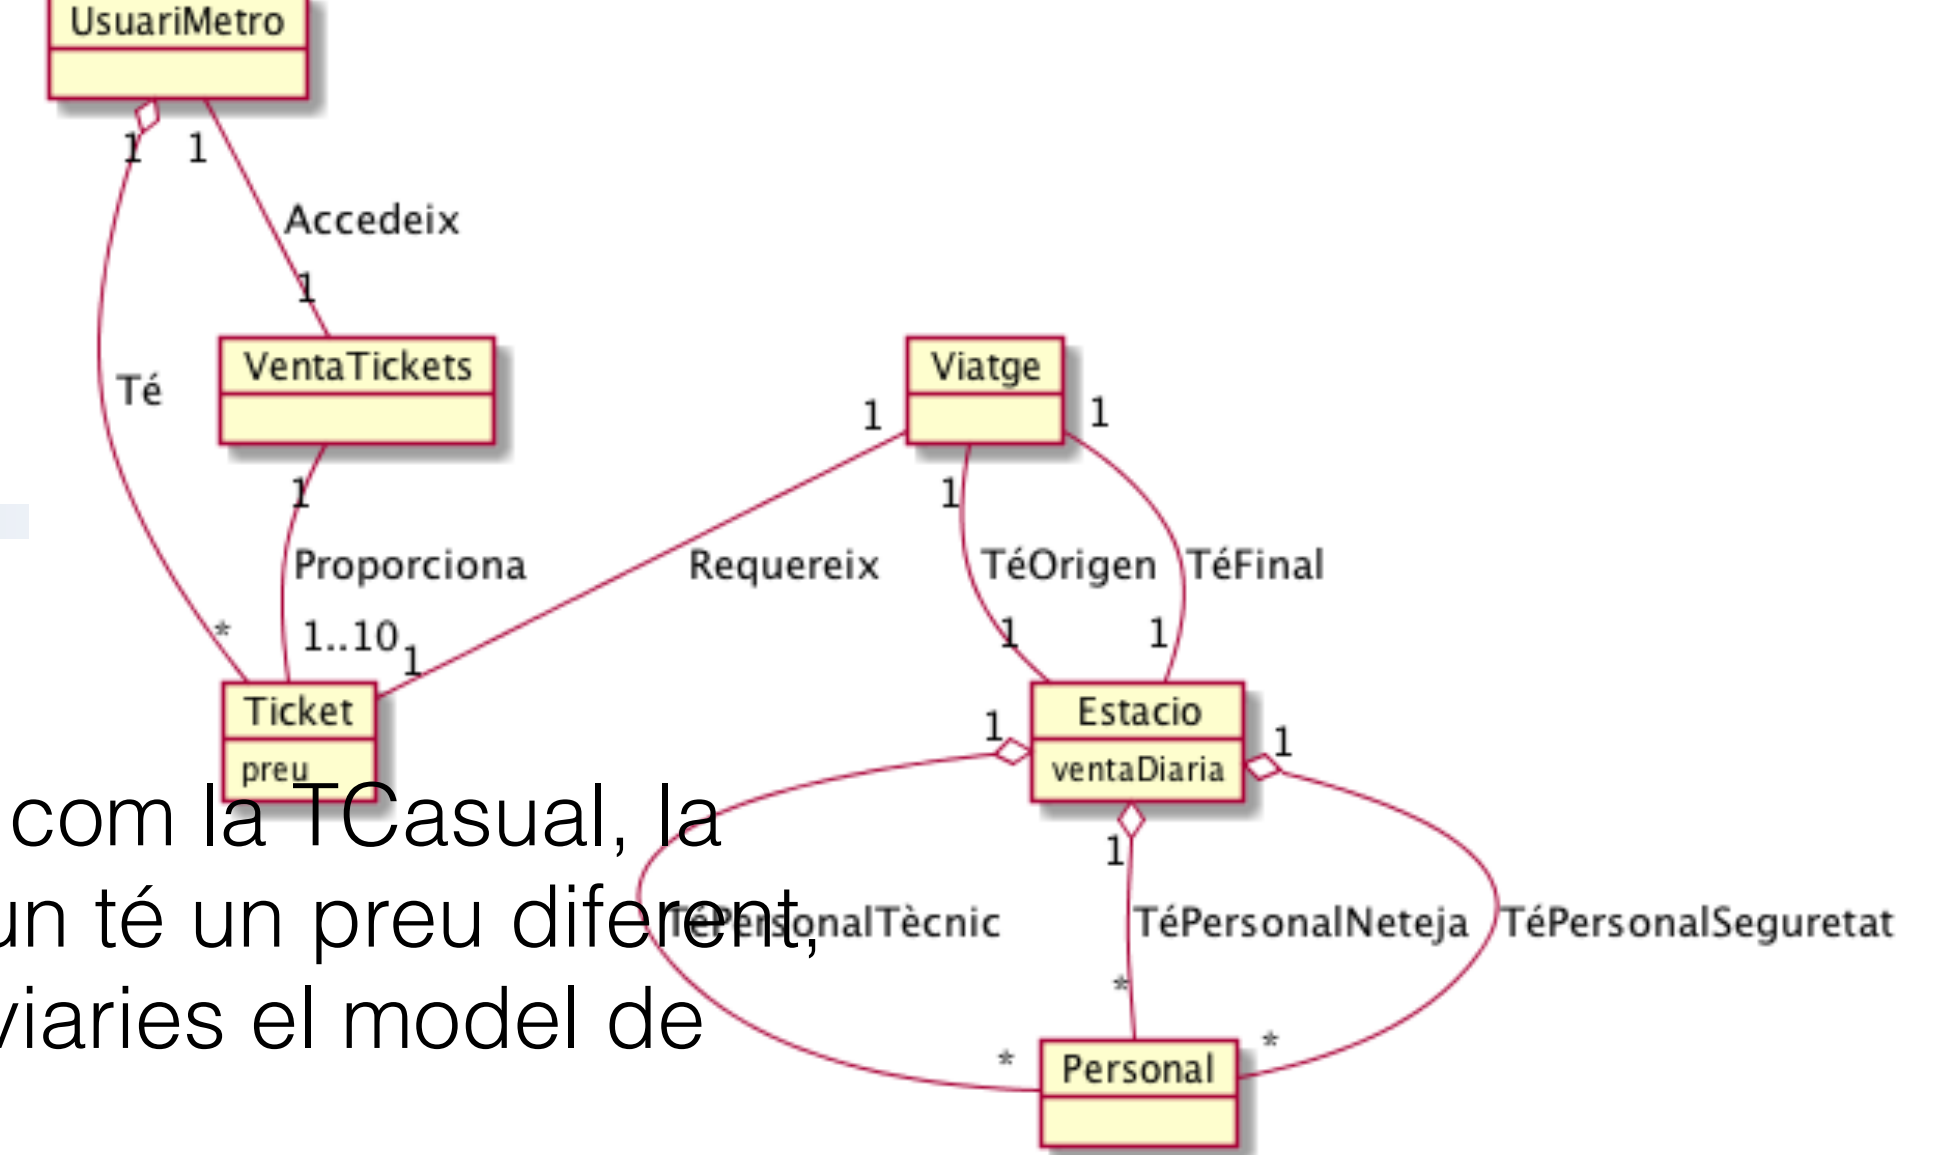 UsuariMetro
1 1
Accedeix
1
Té
VentaTickets
Viatge
1 1
1 1
Proporciona
Requereix
TéOrigen
TéFinal
* 1..10 1
1 1
Ticket
preu
Estacio
ventaDiaria
1 1
1
com la TCasual, la
un té un preu diferent,
viaries el model de
TéPersonalTècnic
TéPersonalNeteja
TéPersonalSeguretat
*
* *
Personal